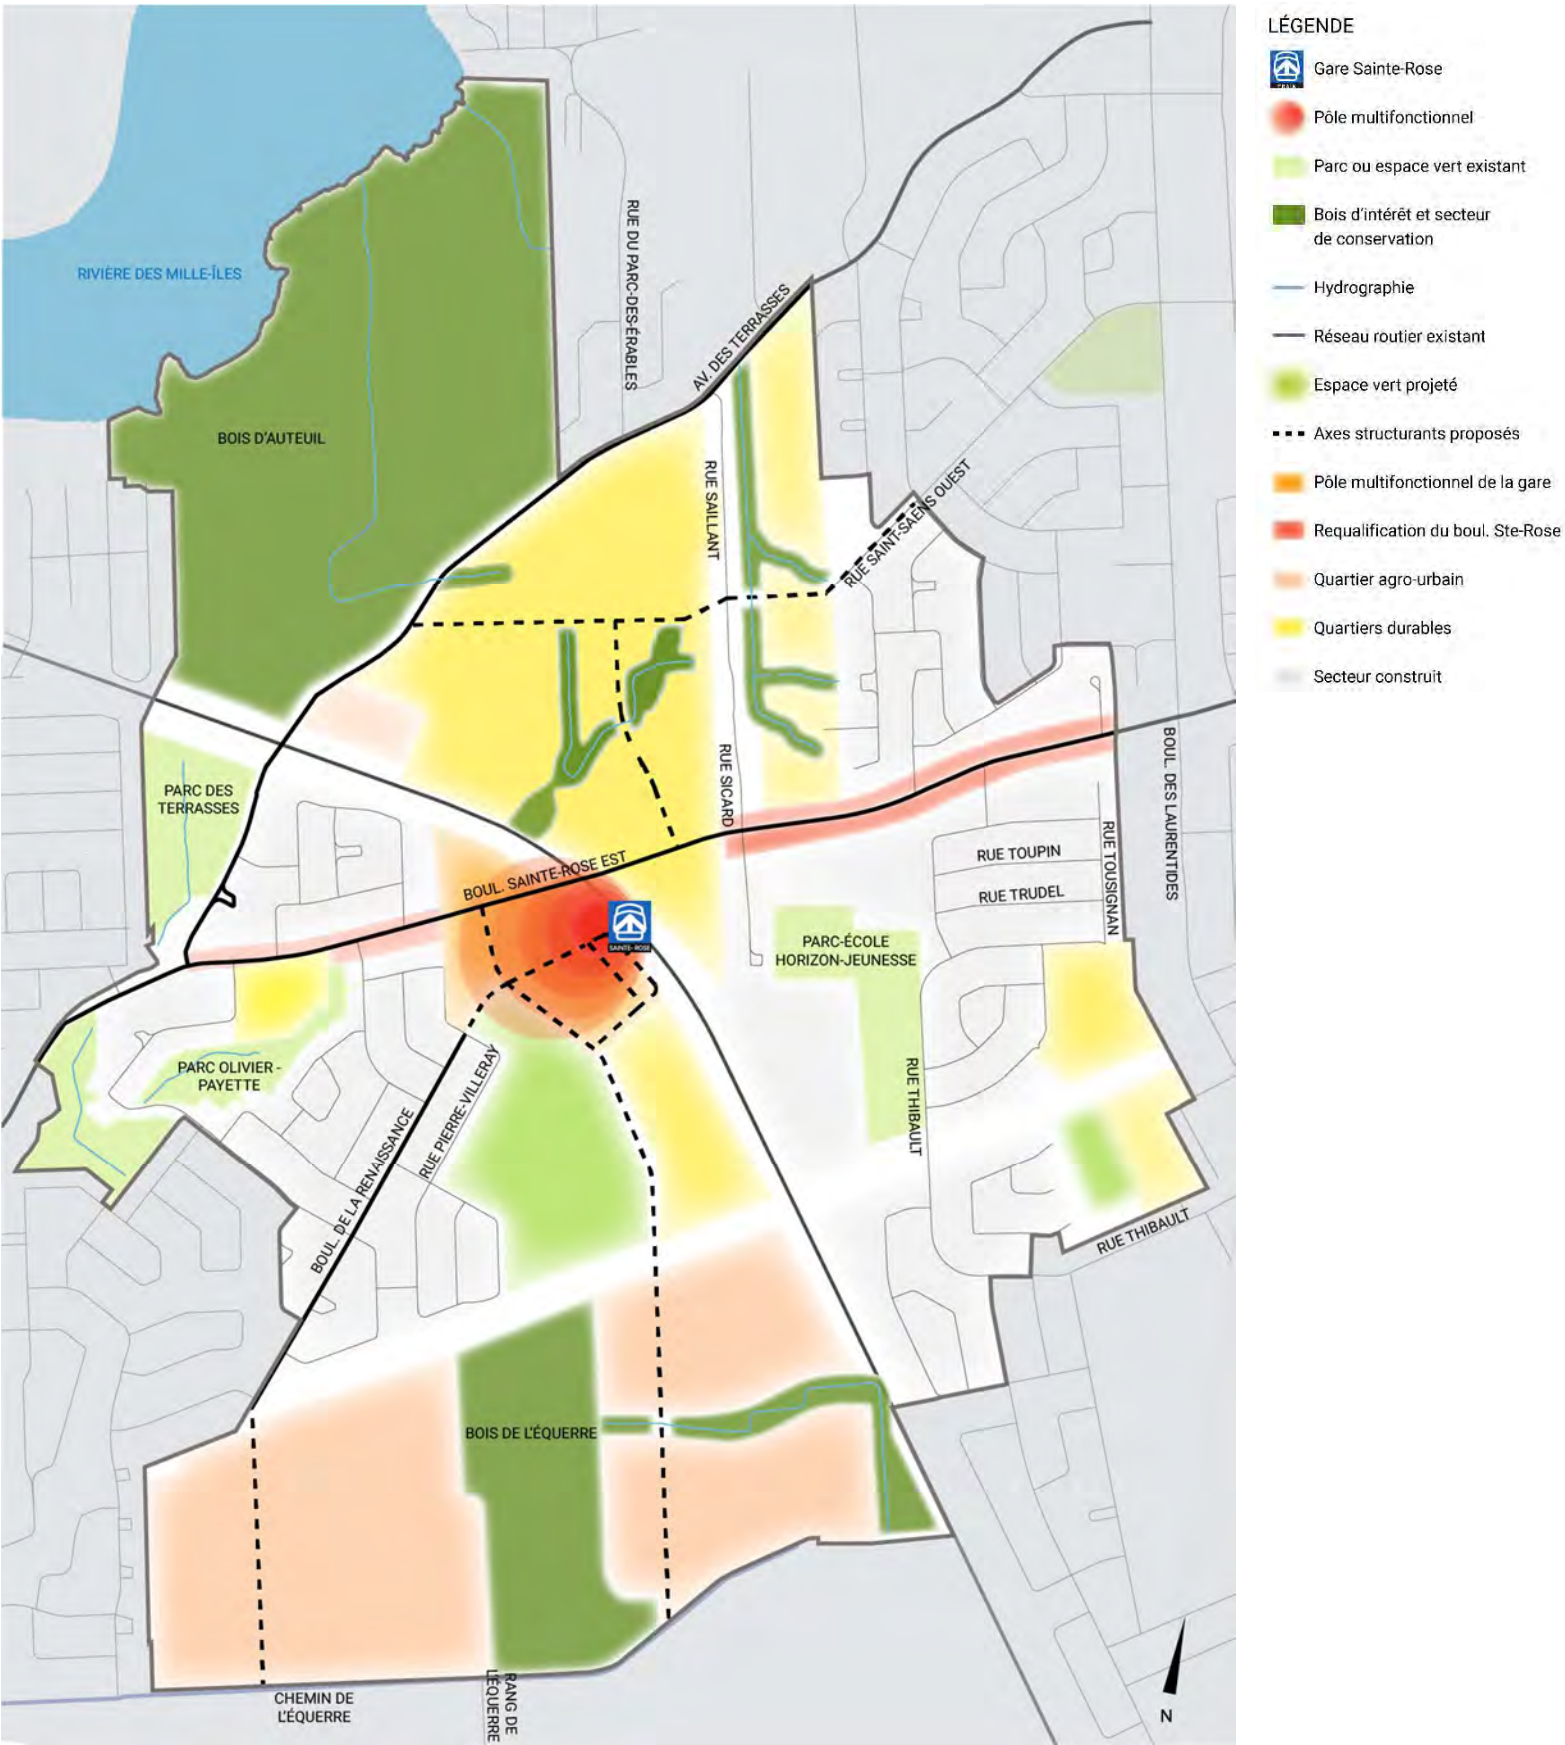 LÉGENDE
Gare Sainte-Rose
Pôle multifonctionnel
Parc ou espace vert existant
Bois d'intérêt et secteur
de conservation
Hydrographie
Réseau routier existant
Espace vert projeté
Axes structurants proposés
Pôle multifonctionnel de la gare
Requalification du boul. Ste-Rose
Quartier agro-urbain
Quartiers durables
Secteur construit
RIVIÈRE DES MILLE-ÎLES
RUE DU PARC-DES-ÉRABLES
AV. DES TERRASSES
BOIS D'AUTEUIL
RUE SAILLANT
RUE SAINT-SAËNS OUEST
PARC DES
TERRASSES
RUE SICARD
BOUL. DES LAURENTIDES
RUE TOUPIN
RUE TRUDEL
RUE TOUSIGNAN
BOUL. SAINTE-ROSE EST
SAINTE-ROSE
PARC-ÉCOLE
HORIZON-JEUNESSE
PARC OLIVIER -
PAYETTE
BOUL. DE LA RENAISSANCE
RUE PIERRE-VILLERAY
RUE THIBAULT
RUE THIBAULT
BOIS DE L'ÉQUERRE
CHEMIN DE
L'ÉQUERRE
RANG DE
L'ÉQUERRE
N